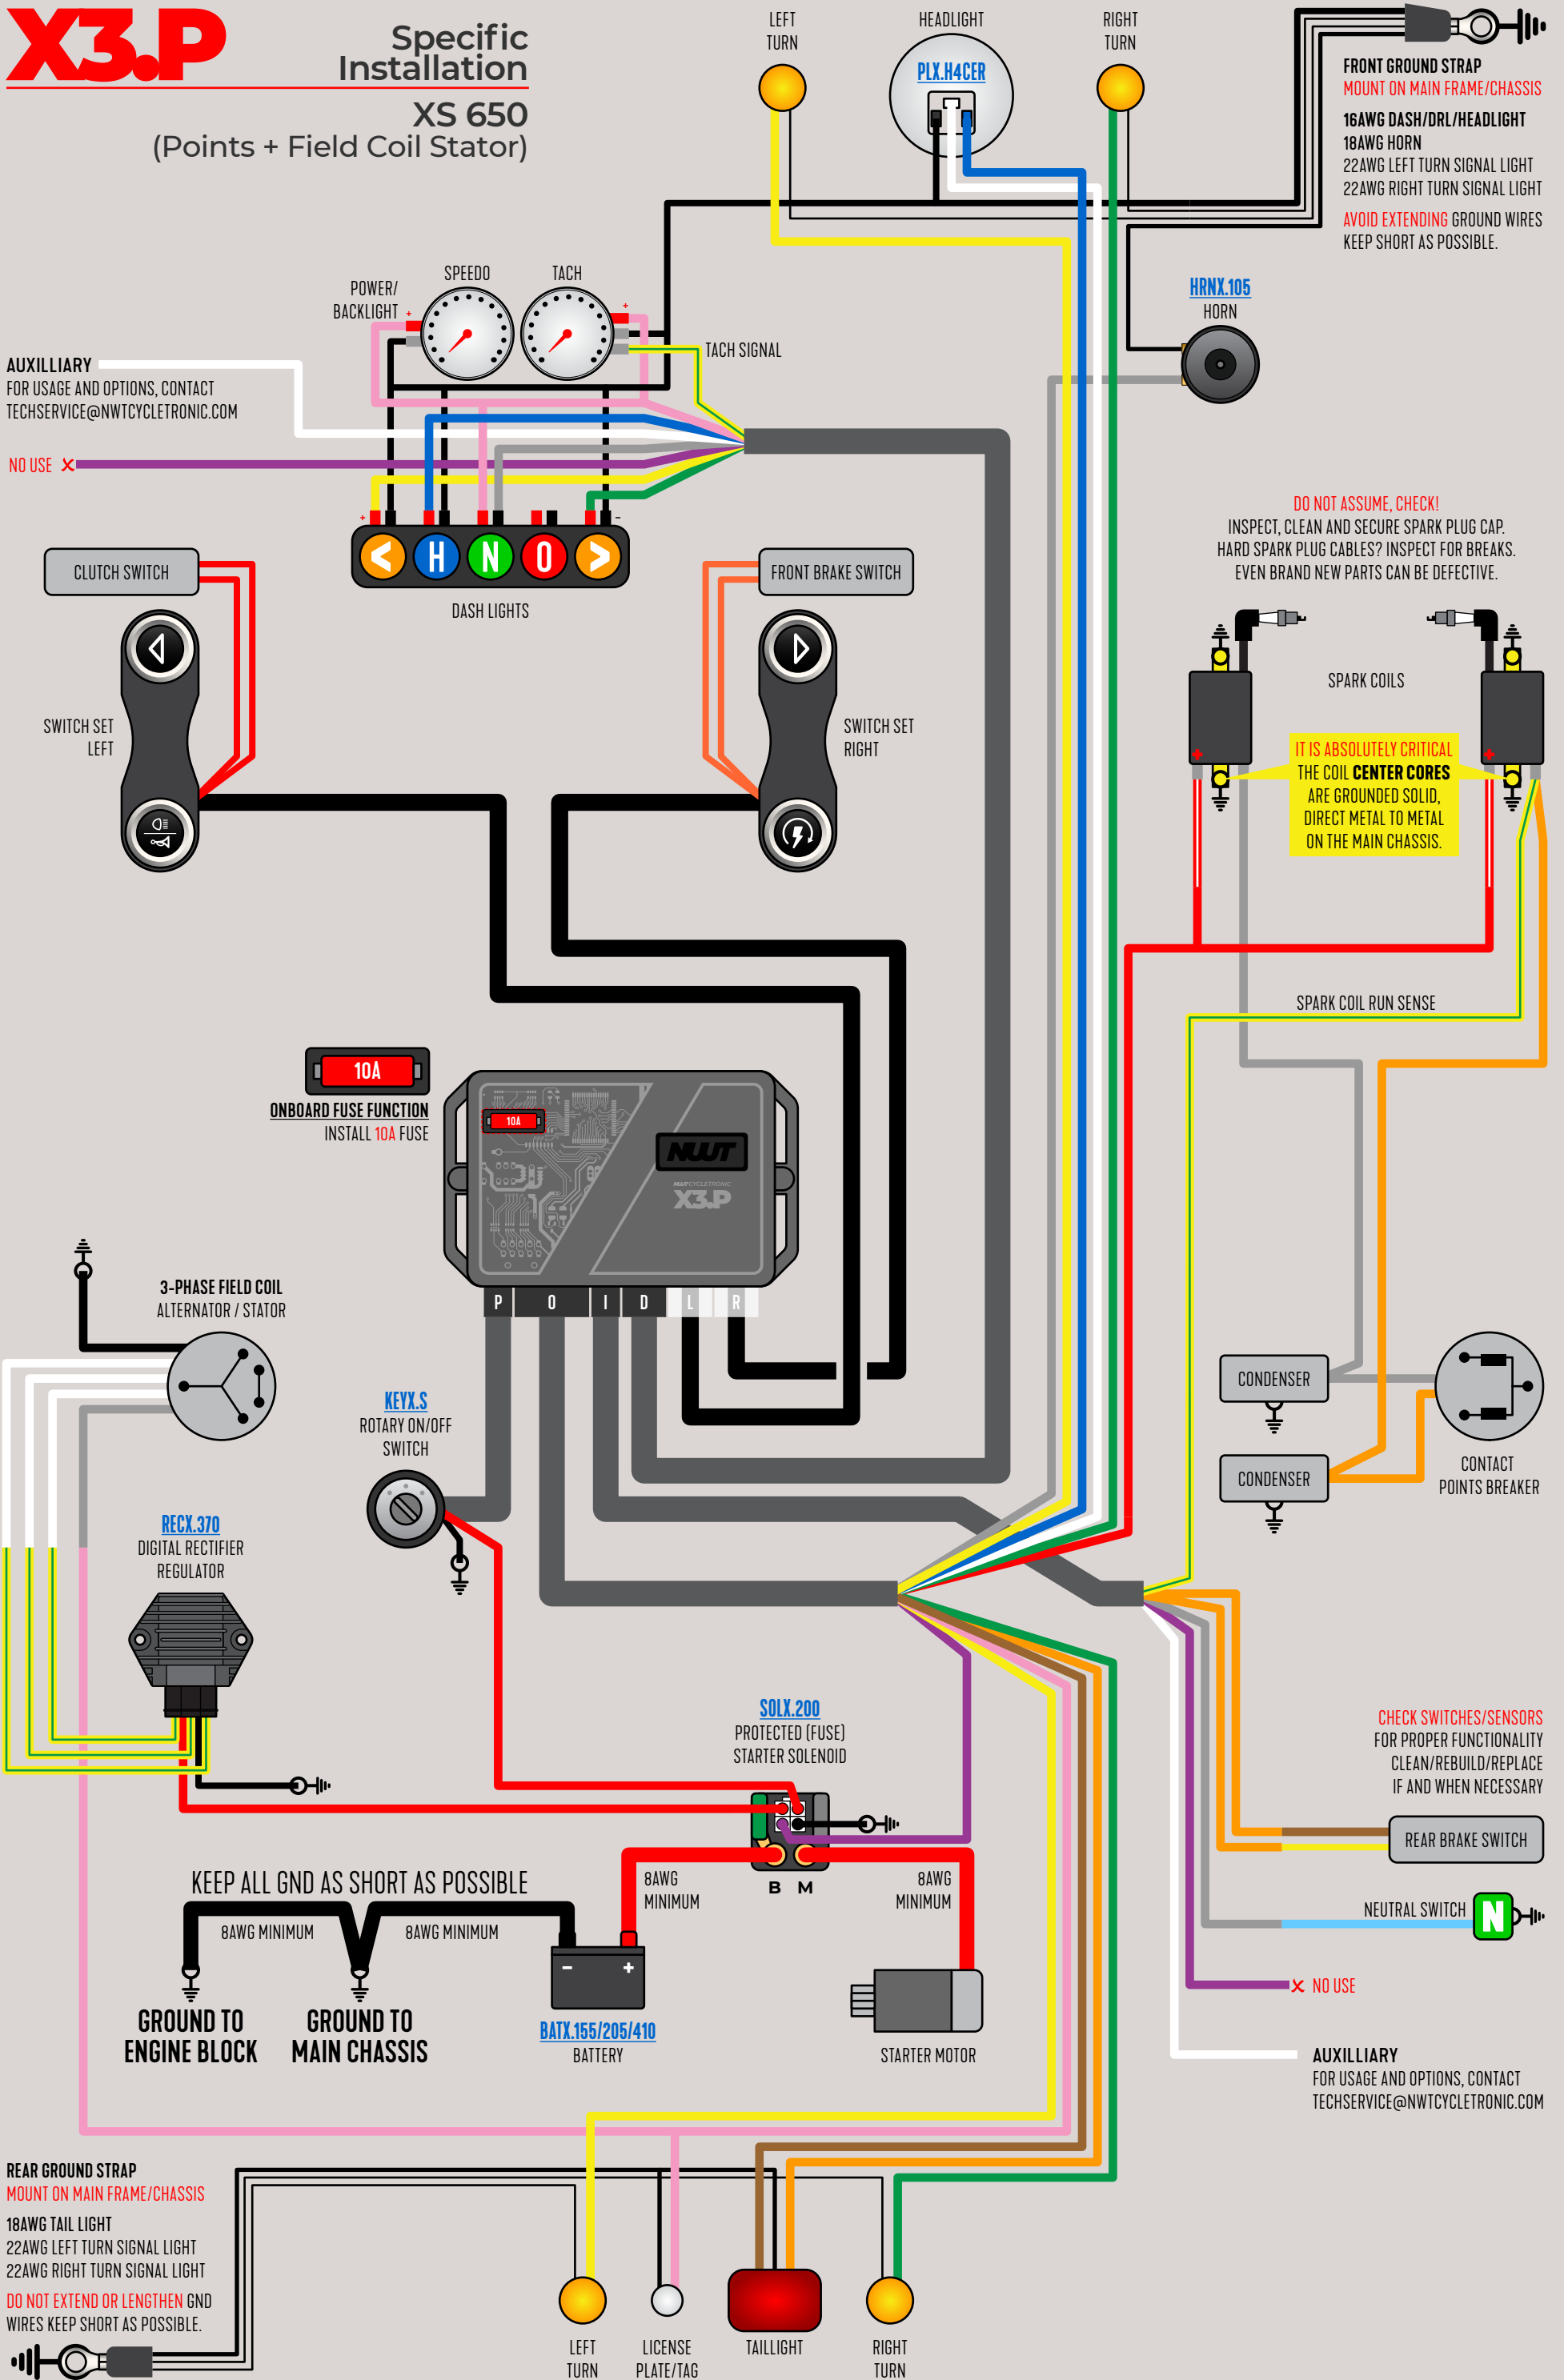 X3.P
Specific
Installation
XS 650
(Points + Field Coil Stator)
LEFT
TURN
HEADLIGHT
PLX.H4CER
RIGHT
TURN
FRONT GROUND STRAP
MOUNT ON MAIN FRAME/CHASSIS
16AWG DASH/DRL/HEADLIGHT
18AWG HORN
22AWG LEFT TURN SIGNAL LIGHT
22AWG RIGHT TURN SIGNAL LIGHT
AVOID EXTENDING GROUND WIRES
KEEP SHORT AS POSSIBLE.
SPEEDO
TACH
POWER/
BACKLIGHT
+
+
TACH SIGNAL
HRNX.105
HORN
AUXILLIARY
FOR USAGE AND OPTIONS, CONTACT
TECHSERVICE@NWTCYCLETRONIC.COM
NO USE X
+
-
< H N O >
DASH LIGHTS
CLUTCH SWITCH
FRONT BRAKE SWITCH
SWITCH SET
LEFT
SWITCH SET
RIGHT
DO NOT ASSUME, CHECK!
INSPECT, CLEAN AND SECURE SPARK PLUG CAP.
HARD SPARK PLUG CABLES? INSPECT FOR BREAKS.
EVEN BRAND NEW PARTS CAN BE DEFECTIVE.
SPARK COILS
+
+
IT IS ABSOLUTELY CRITICAL
THE COIL CENTER CORES
ARE GROUNDED SOLID,
DIRECT METAL TO METAL
ON THE MAIN CHASSIS.
SPARK COIL RUN SENSE
10A
ONBOARD FUSE FUNCTION
INSTALL 10A FUSE
10A
NWT
NWT CYCLETRONIC
X3.P
P O I D L R
3-PHASE FIELD COIL
ALTERNATOR / STATOR
KEYX.S
ROTARY ON/OFF
SWITCH
CONDENSER
CONDENSER
CONTACT
POINTS BREAKER
RECX.370
DIGITAL RECTIFIER
REGULATOR
SOLX.200
PROTECTED (FUSE)
STARTER SOLENOID
B M
8AWG
MINIMUM
8AWG
MINIMUM
CHECK SWITCHES/SENSORS
FOR PROPER FUNCTIONALITY
CLEAN/REBUILD/REPLACE
IF AND WHEN NECESSARY
REAR BRAKE SWITCH
NEUTRAL SWITCH
N
X NO USE
KEEP ALL GND AS SHORT AS POSSIBLE
8AWG MINIMUM
8AWG MINIMUM
GROUND TO
ENGINE BLOCK
GROUND TO
MAIN CHASSIS
- +
BATX.155/205/410
BATTERY
STARTER MOTOR
AUXILLIARY
FOR USAGE AND OPTIONS, CONTACT
TECHSERVICE@NWTCYCLETRONIC.COM
REAR GROUND STRAP
MOUNT ON MAIN FRAME/CHASSIS
18AWG TAIL LIGHT
22AWG LEFT TURN SIGNAL LIGHT
22AWG RIGHT TURN SIGNAL LIGHT
DO NOT EXTEND OR LENGTHEN GND
WIRES KEEP SHORT AS POSSIBLE.
LEFT
TURN
LICENSE
PLATE/TAG
TAILLIGHT
RIGHT
TURN